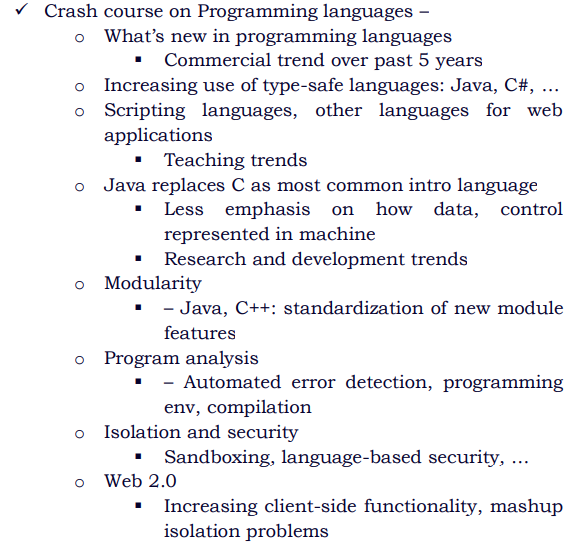 ✓ Crash course on Programming languages –
o What's new in programming languages
▪ Commercial trend over past 5 years
o Increasing use of type-safe languages: Java, C#, …
o Scripting languages, other languages for web
applications
▪ Teaching trends
o Java replaces C as most common intro language
▪ Less emphasis on how data, control
represented in machine
▪ Research and development trends
o Modularity
▪ – Java, C++: standardization of new module
features
o Program analysis
▪ – Automated error detection, programming
env, compilation
o Isolation and security
▪ Sandboxing, language-based security, …
o Web 2.0
▪ Increasing client-side functionality, mashup
isolation problems